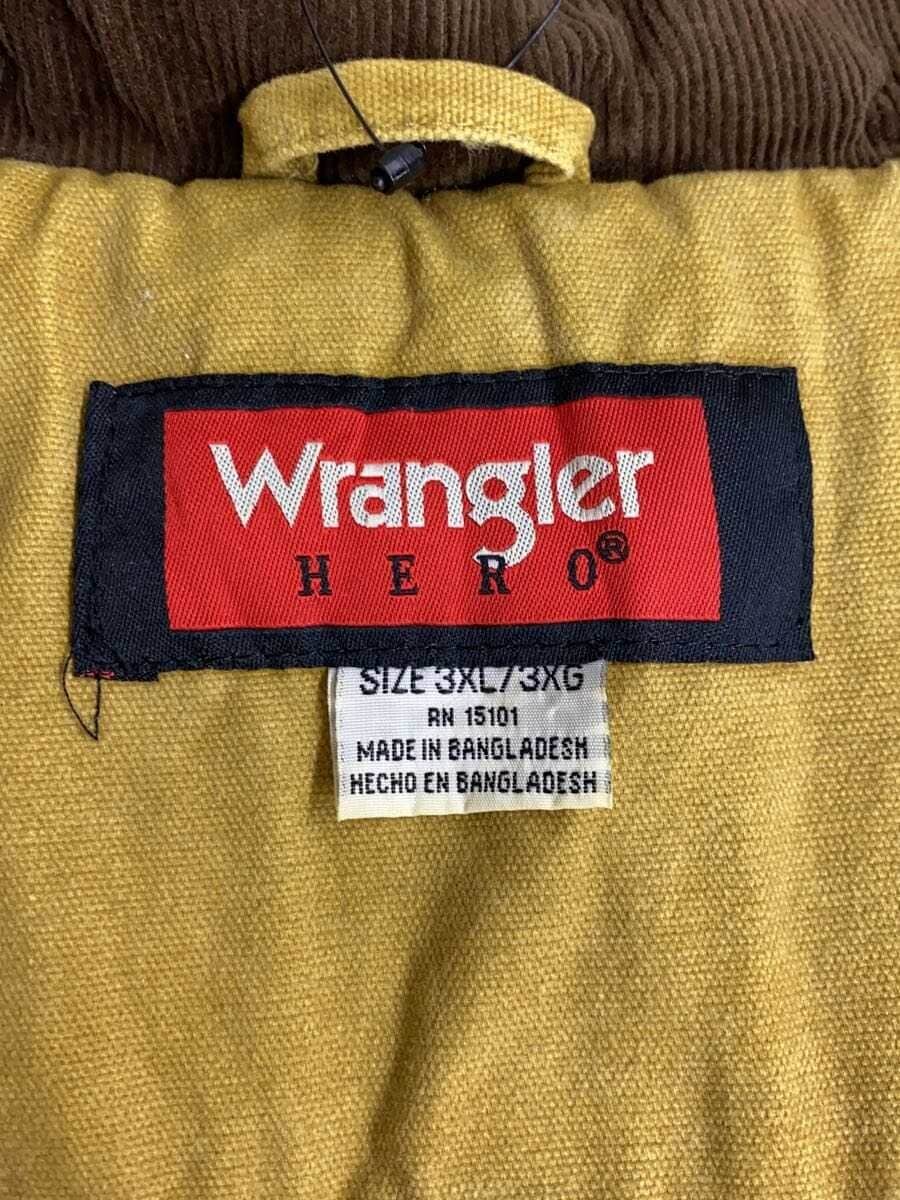 Wrangler
HERO®
SIZE 3XL/3XG
RN 15101
MADE IN BANGLADESH
HECHO EN BANGLADESH